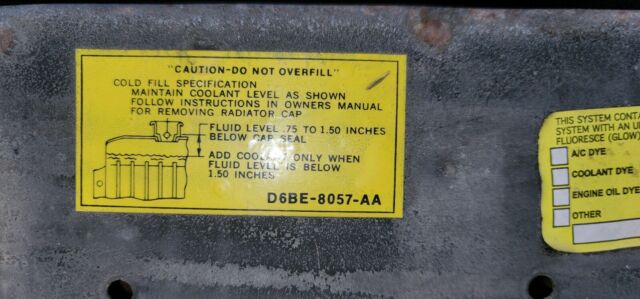 "CAUTION-DO NOT OVERFILL"
COLD FILL SPECIFICATION
MAINTAIN COOLANT LEVEL AS SHOWN
FOLLOW INSTRUCTIONS IN OWNERS MANUAL
FOR REMOVING RADIATOR CAP
FLUID LEVEL .75 TO 1.50 INCHES
BELOW CAP SEAL
ADD COOLANT ONLY WHEN
FLUID LEVEL IS BELOW
1.50 INCHES
D6BE-8057-AA
THIS SYSTEM CONTA
SYSTEM WITH AN U
FLUORESCE (GLOW)
A/C DYE
COOLANT DYE
ENGINE OIL DYE
OTHER